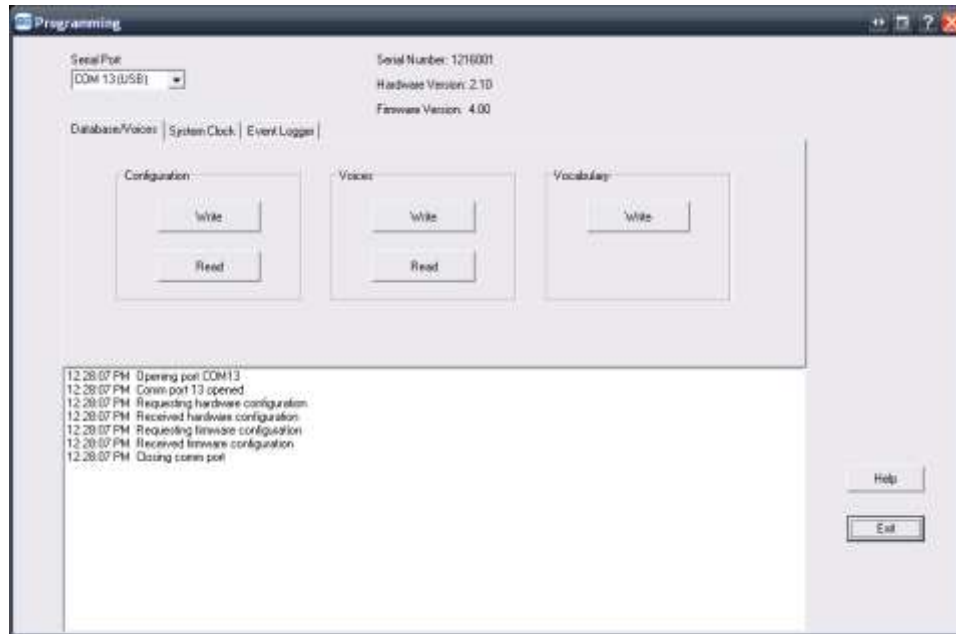 Programming
Serial Port
COM 13 (USB)
Serial Number: 1216001
Hardware Version: 2.10
Firmware Version: 4.00
Database/Voices System Clock Event Logger
Configuration Voices Vocabulary
Write Write Write
Read Read
12:28:07 PM Opening port COM13
12:28:07 PM Comm port 13 opened
12:28:07 PM Requesting hardware configuration
12:28:07 PM Received hardware configuration
12:28:07 PM Requesting firmware configuration
12:28:07 PM Received firmware configuration
12:28:07 PM Closing comm port
Help
Exit